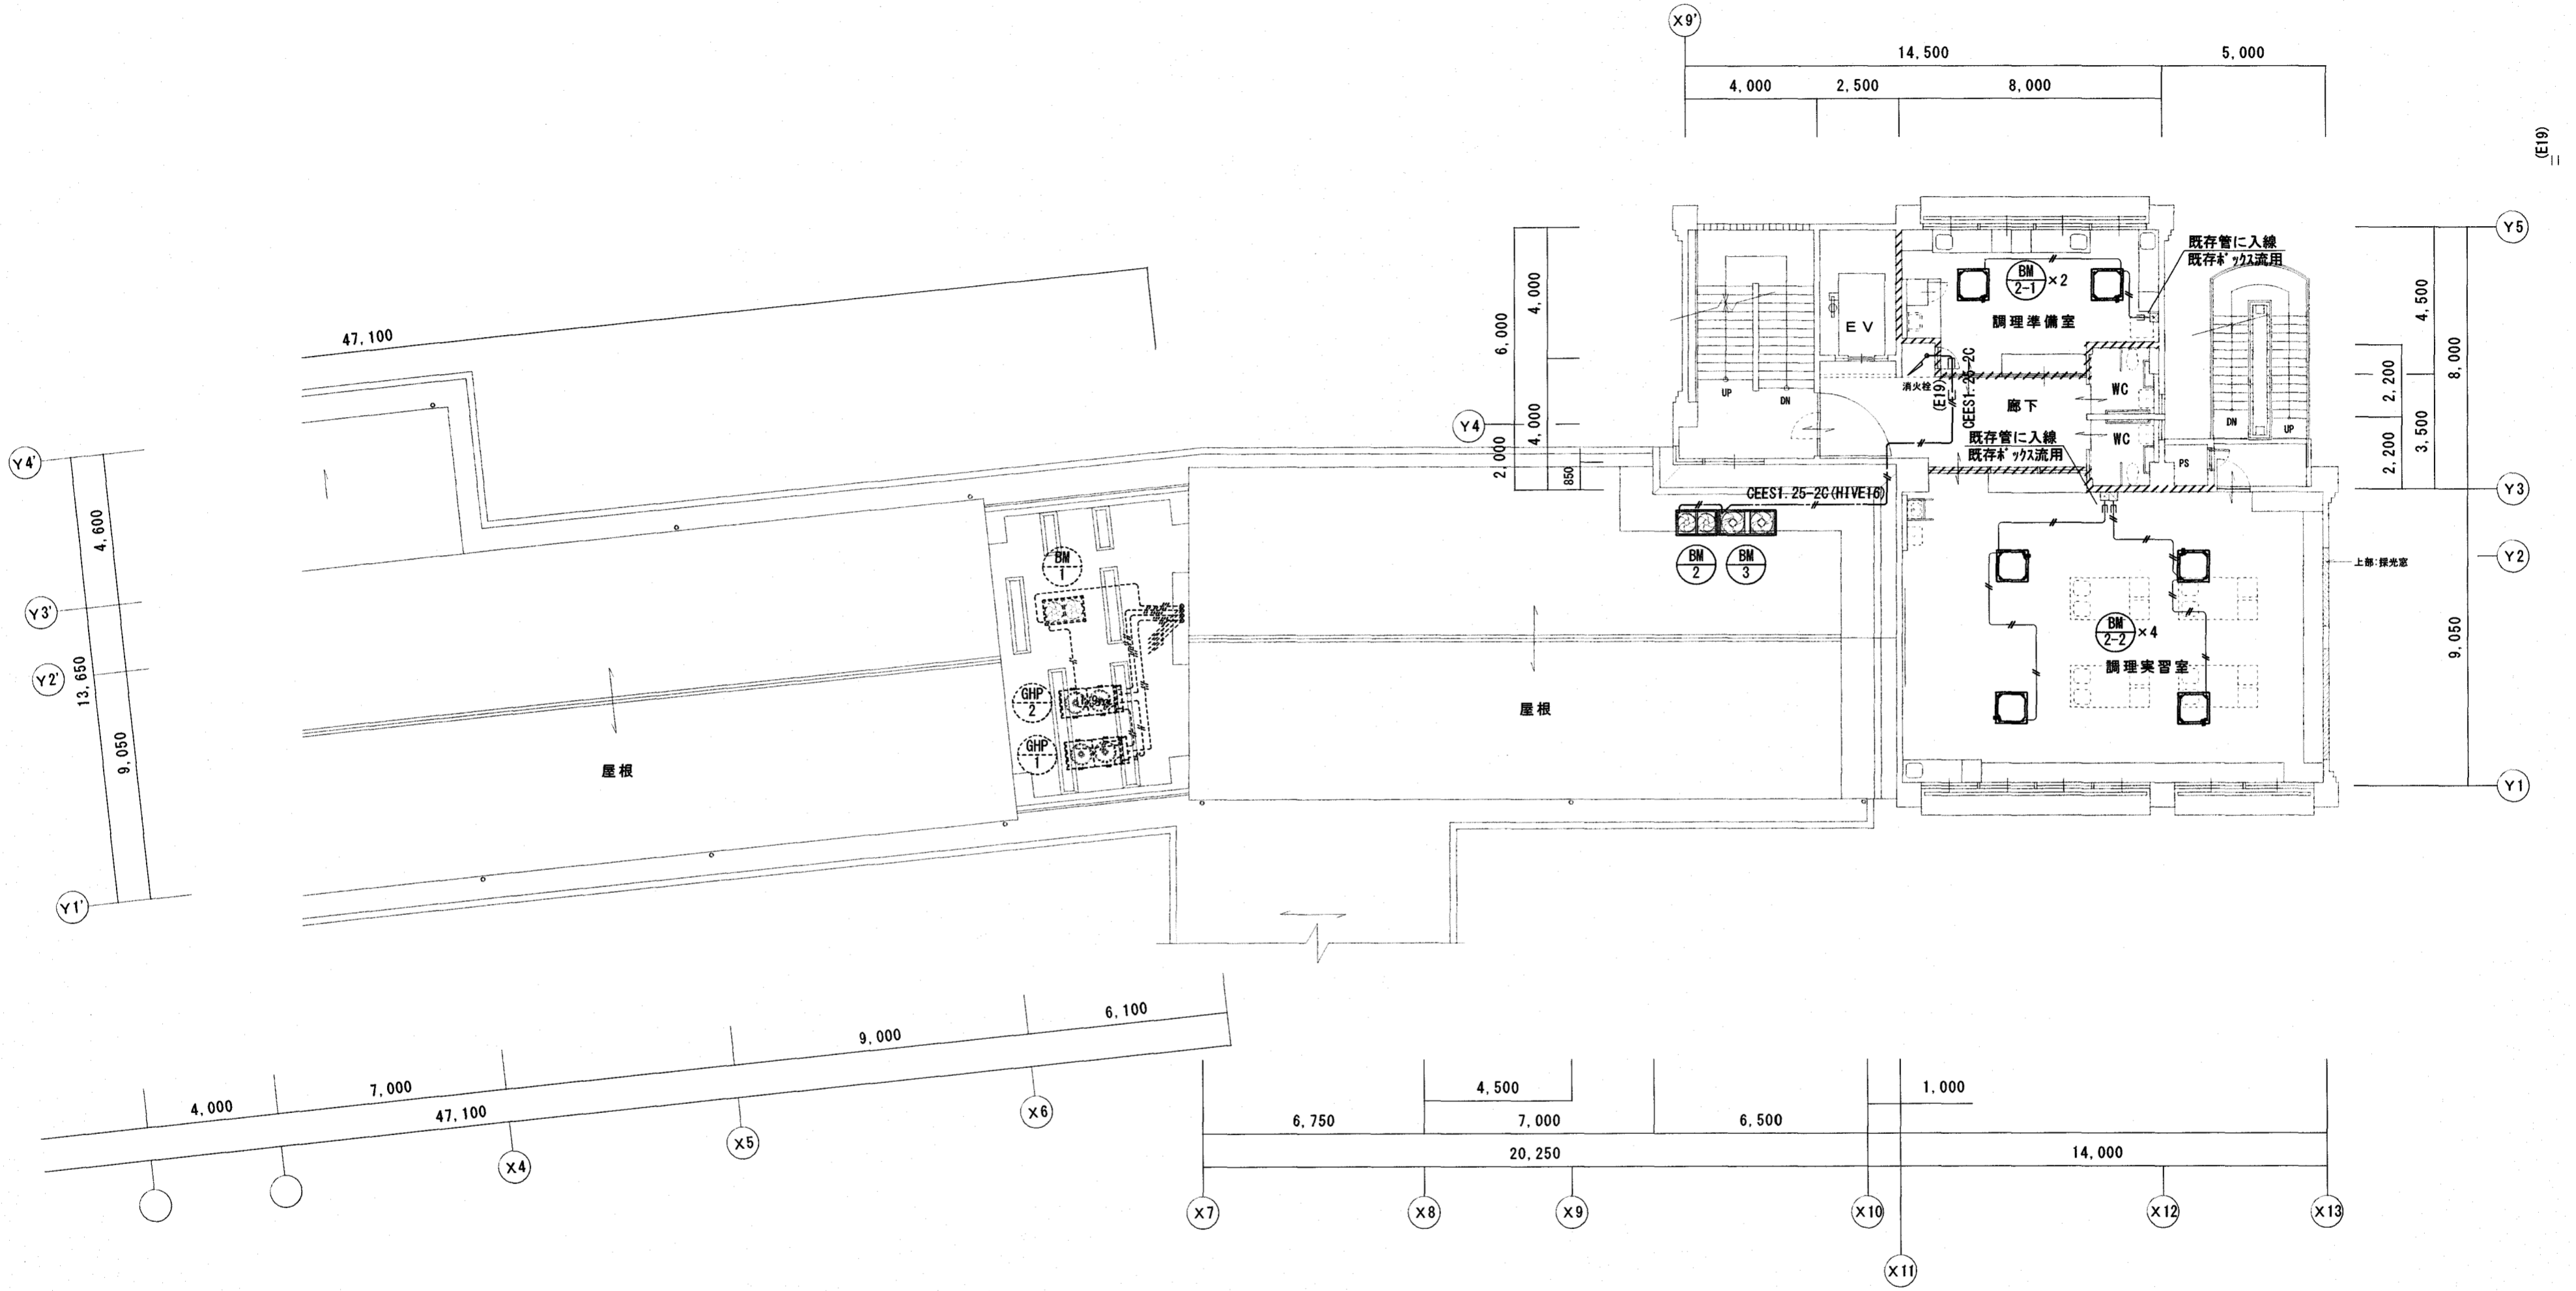 X9'
14,500
5,000
4,000
2,500
8,000
(E19)
Y5
既存管に入線
既存ボックス流用
BM
2-1
×2
調理準備室
EV
4,000
6,000
4,500
8,000
47,100
UP
DN
消火栓
(E19)
CEES1.25-2C
廊下
WC
WC
2,200
2,200
3,500
DN
UP
Y4
4,000
2,000
850
既存管に入線
既存ボックス流用
PS
Y4'
4,600
CEES1.25-2C(HIVE16)
Y3
BM
1
BM
2
BM
3
Y2
上部:採光窓
Y3'
Y2'
13,650
9,050
BM
2-2
×4
調理実習室
9,050
GHP
2
GHP
1
屋根
屋根
Y1
Y1'
6,100
9,000
7,000
4,000
47,100
X6
X5
X4
4,500
1,000
6,750
7,000
6,500
20,250
14,000
X7
X8
X9
X10
X12
X13
X11